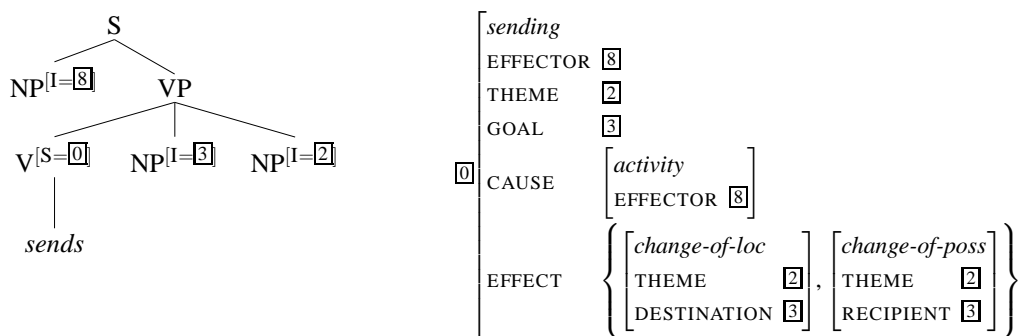 S
NP[I=8] VP
V[S=0] NP[I=3] NP[I=2]
sends
0
sending
EFFECTOR 8
THEME 2
GOAL 3
CAUSE
activity
EFFECTOR 8
EFFECT {
change-of-loc
THEME 2
DESTINATION 3
,
change-of-poss
THEME 2
RECIPIENT 3
}